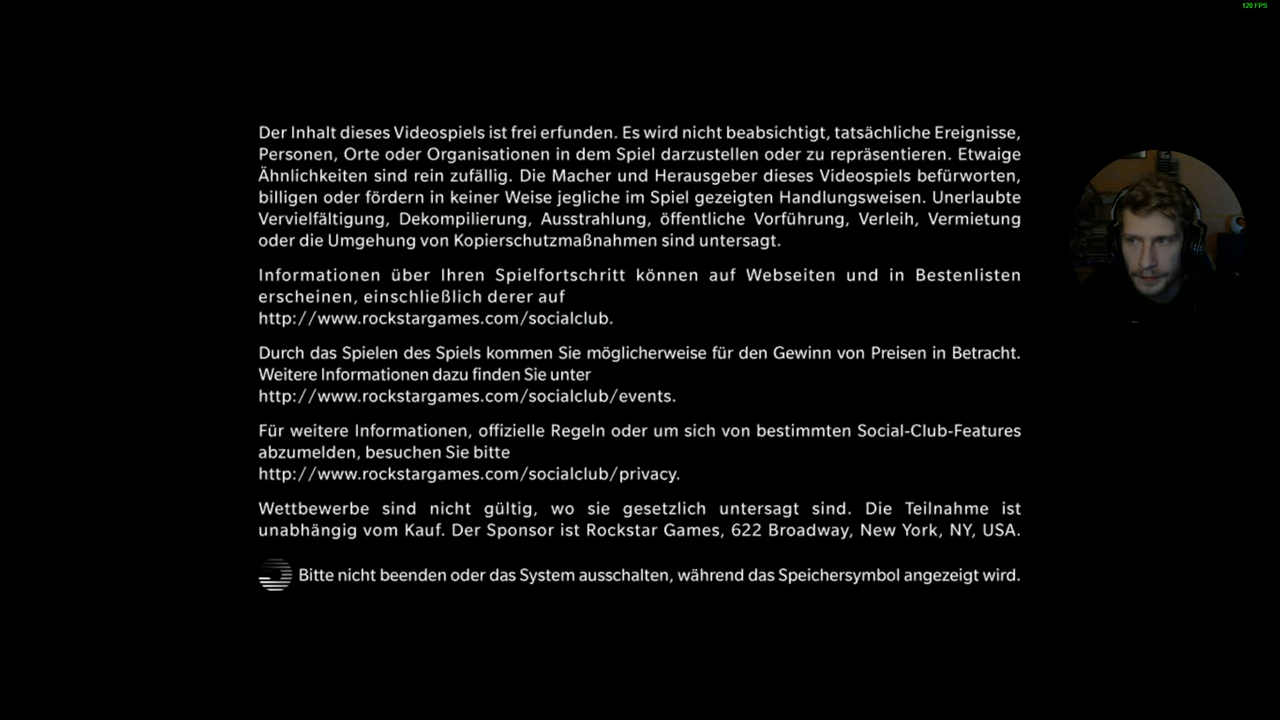 120 FPS
Der Inhalt dieses Videospiels ist frei erfunden. Es wird nicht beabsichtigt, tatsächliche Ereignisse,
Personen, Orte oder Organisationen in dem Spiel darzustellen oder zu repräsentieren. Etwaige
Ähnlichkeiten sind rein zufällig. Die Macher und Herausgeber dieses Videospiels befürworten,
billigen oder fördern in keiner Weise jegliche im Spiel gezeigten Handlungsweisen. Unerlaubte
Vervielfältigung, Dekompilierung, Ausstrahlung, öffentliche Vorführung, Verleih, Vermietung
oder die Umgehung von Kopierschutzmaßnahmen sind untersagt.
Informationen über Ihren Spielfortschritt können auf Webseiten und in Bestenlisten
erscheinen, einschließlich derer auf
http://www.rockstargames.com/socialclub.
Durch das Spielen des Spiels kommen Sie möglicherweise für den Gewinn von Preisen in Betracht.
Weitere Informationen dazu finden Sie unter
http://www.rockstargames.com/socialclub/events.
Für weitere Informationen, offizielle Regeln oder um sich von bestimmten Social-Club-Features
abzumelden, besuchen Sie bitte
http://www.rockstargames.com/socialclub/privacy.
Wettbewerbe sind nicht gültig, wo sie gesetzlich untersagt sind. Die Teilnahme ist
unabhängig vom Kauf. Der Sponsor ist Rockstar Games, 622 Broadway, New York, NY, USA.
Bitte nicht beenden oder das System ausschalten, während das Speichersymbol angezeigt wird.